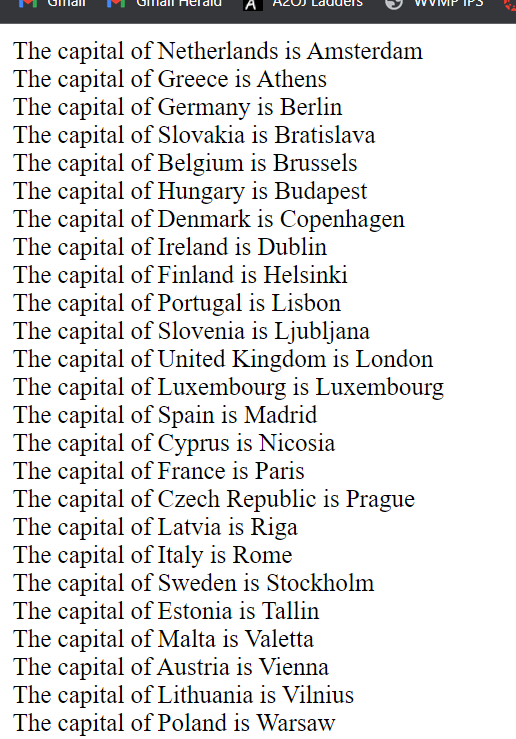 Gmail Gmail Herald A A2OJ Ladders WVMP IPS
The capital of Netherlands is Amsterdam
The capital of Greece is Athens
The capital of Germany is Berlin
The capital of Slovakia is Bratislava
The capital of Belgium is Brussels
The capital of Hungary is Budapest
The capital of Denmark is Copenhagen
The capital of Ireland is Dublin
The capital of Finland is Helsinki
The capital of Portugal is Lisbon
The capital of Slovenia is Ljubljana
The capital of United Kingdom is London
The capital of Luxembourg is Luxembourg
The capital of Spain is Madrid
The capital of Cyprus is Nicosia
The capital of France is Paris
The capital of Czech Republic is Prague
The capital of Latvia is Riga
The capital of Italy is Rome
The capital of Sweden is Stockholm
The capital of Estonia is Tallin
The capital of Malta is Valetta
The capital of Austria is Vienna
The capital of Lithuania is Vilnius
The capital of Poland is Warsaw